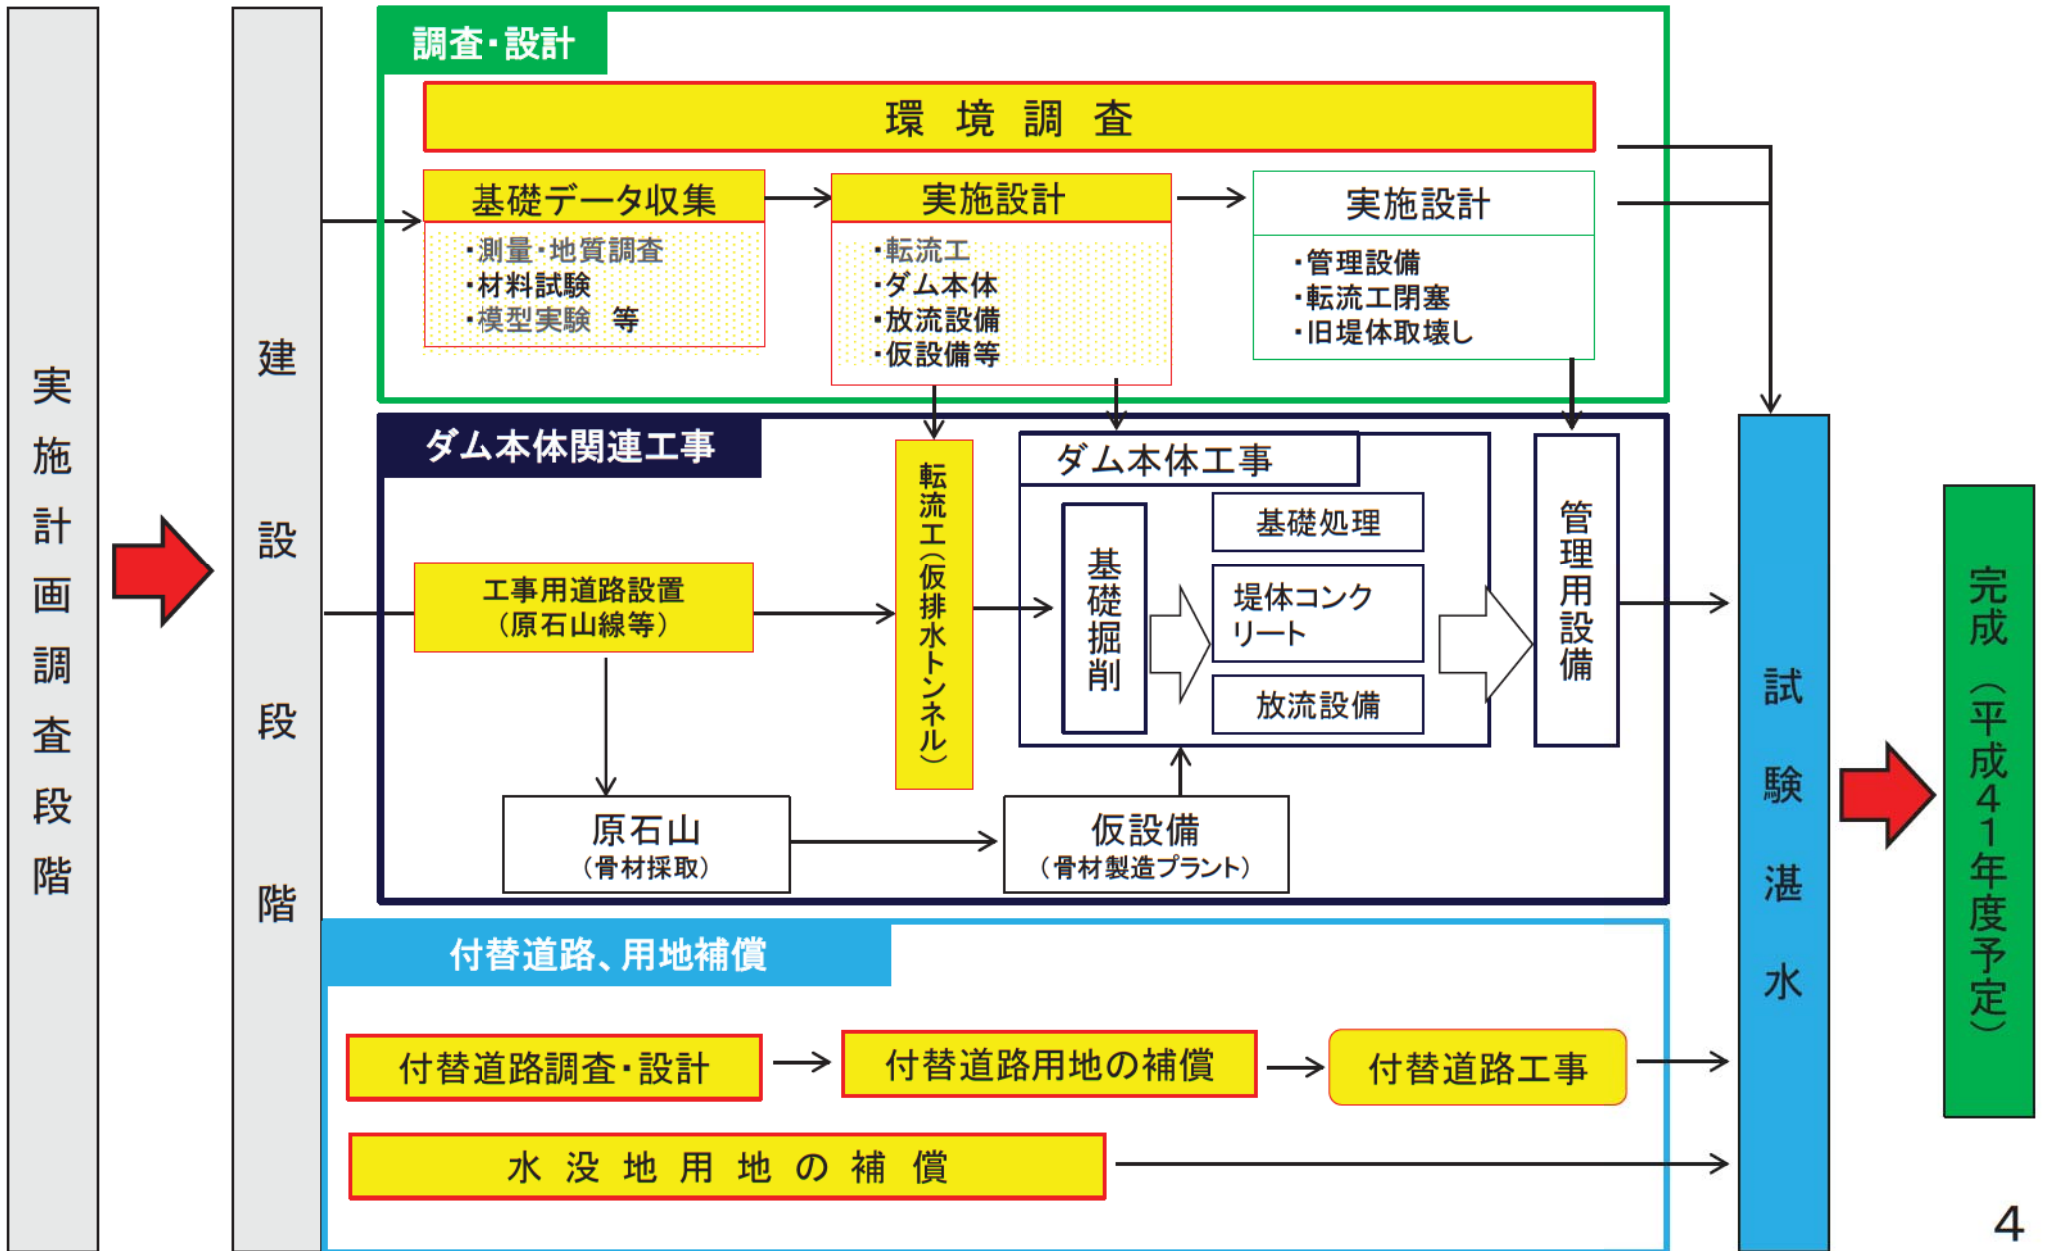 実施計画調査段階
建設段階
調査・設計
環境調査
基礎データ収集
・測量・地質調査
・材料試験
・模型実験 等
実施設計
・転流工
・ダム本体
・放流設備
・仮設備等
実施設計
・管理設備
・転流工閉塞
・旧堤体取壊し
ダム本体関連工事
工事用道路設置
（原石山線等）
転流工（仮排水トンネル）
ダム本体工事
基礎掘削
基礎処理
堤体コンク
リート
放流設備
管理用設備
原石山
（骨材採取）
仮設備
（骨材製造プラント）
付替道路、用地補償
付替道路調査・設計
付替道路用地の補償
付替道路工事
水没地用地の補償
試験湛水
完成（平成41年度予定）
4